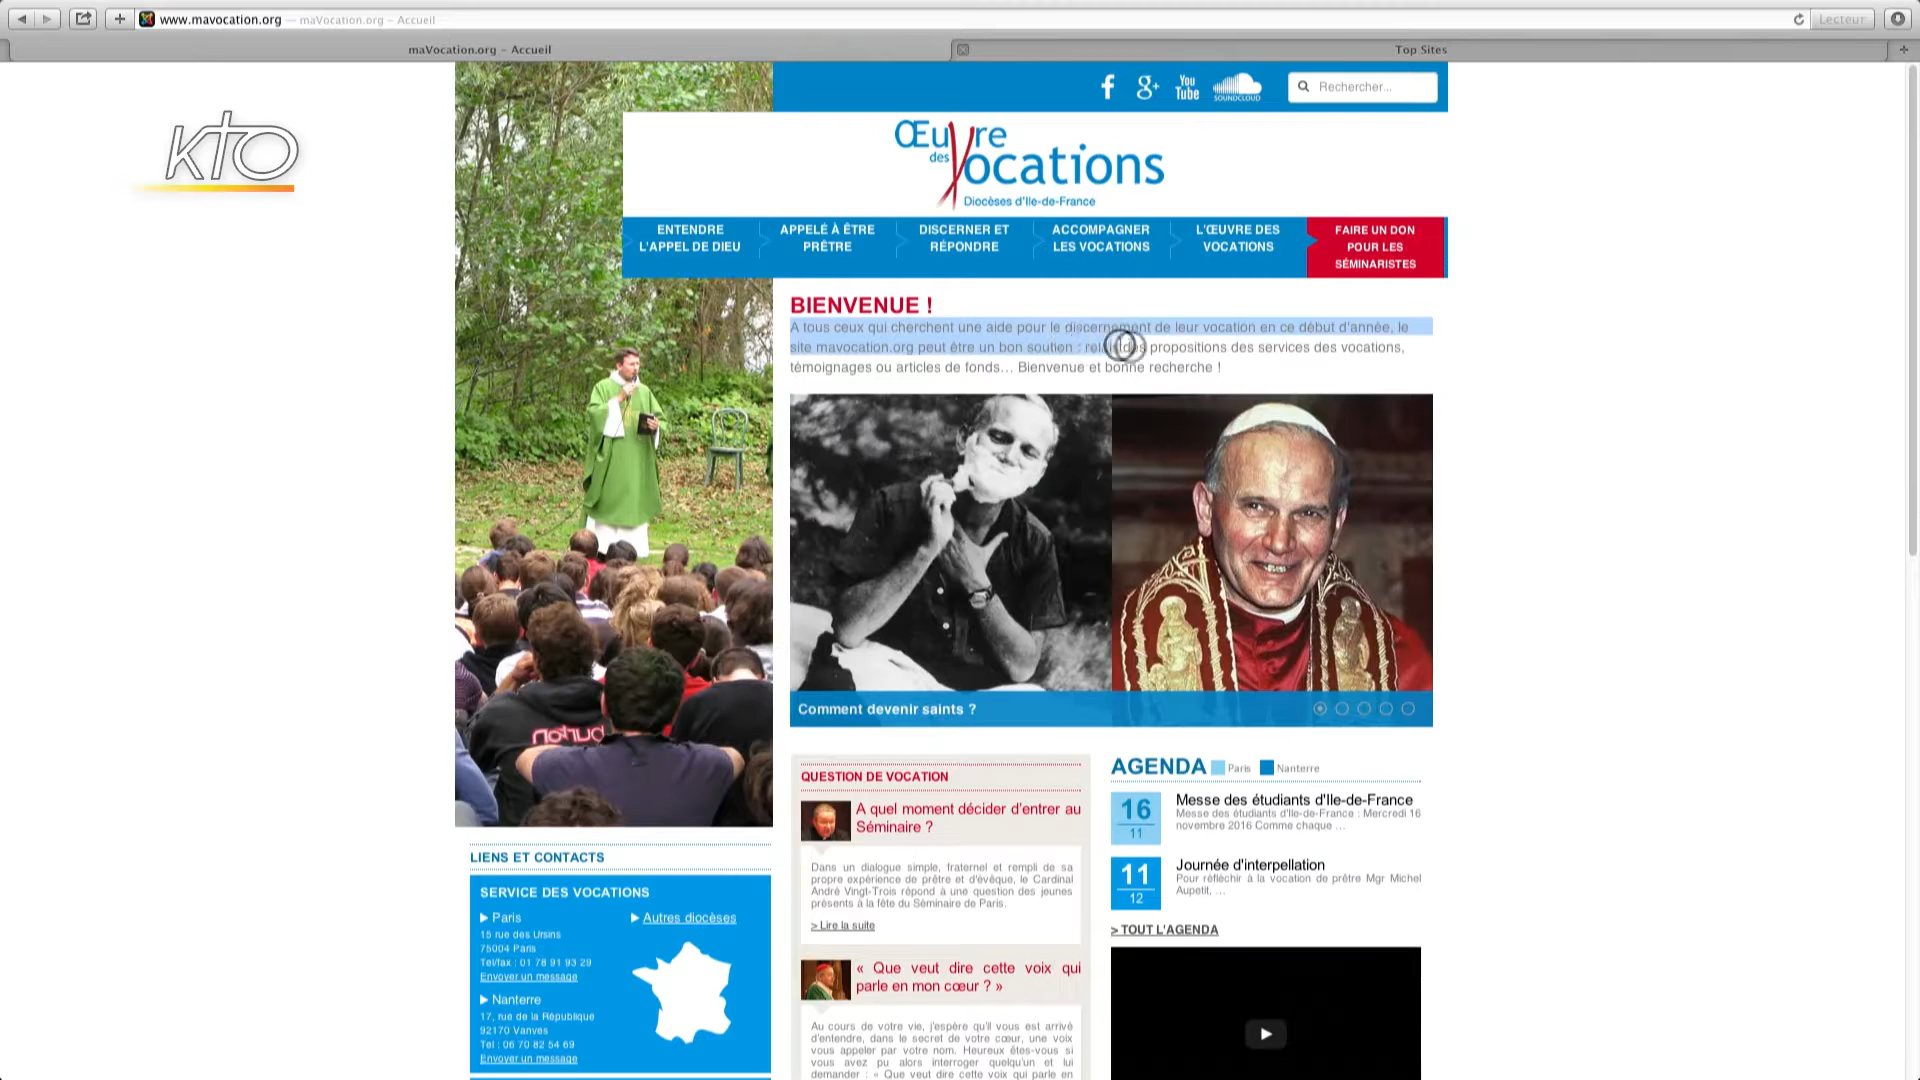 www.mavocation.org — maVocation.org – Accueil
Lecteur
maVocation.org – Accueil
Top Sites
KTO
You
Tube
SOUNDCLOUD
Rechercher...
Œuvre
des
Vocations
Diocèses d'Ile-de-France
ENTENDRE
L'APPEL DE DIEU
APPELÉ À ÊTRE
PRÊTRE
DISCERNER ET
RÉPONDRE
ACCOMPAGNER
LES VOCATIONS
L'ŒUVRE DES
VOCATIONS
FAIRE UN DON
POUR LES
SÉMINARISTES
BIENVENUE !
A tous ceux qui cherchent une aide pour le discernement de leur vocation en ce début d'année, le
site mavocation.org peut être un bon soutien : des propositions des services des vocations,
témoignages ou articles de fonds… Bienvenue et bonne recherche !
Comment devenir saints ?
LIENS ET CONTACTS
SERVICE DES VOCATIONS
Paris
15 rue des Ursins
75004 Paris
Tel/fax : 01 78 91 93 29
Envoyer un message
Nanterre
17, rue de la République
92170 Vanves
Tel : 06 70 82 54 69
Envoyer un message
Autres diocèses
QUESTION DE VOCATION
A quel moment décider d'entrer au
Séminaire ?
Dans un dialogue simple, fraternel et rempli de sa
propre expérience de prêtre et d'évêque, le Cardinal
André Vingt-Trois répond à une question des jeunes
présents à la fête du Séminaire de Paris.
> Lire la suite
« Que veut dire cette voix qui
parle en mon cœur ? »
Au cours de votre vie, j'espère qu'il vous est arrivé
d'entendre, dans le secret de votre cœur, une voix
vous appeler par votre nom. Heureux êtes-vous si
vous avez pu alors interroger quelqu'un et lui
demander : « Que veut dire cette voix qui parle en
AGENDA Paris Nanterre
16
11
Messe des étudiants d'Ile-de-France
Messe des étudiants d'Ile-de-France : Mercredi 16
novembre 2016 Comme chaque …
11
12
Journée d'interpellation
Pour réfléchir à la vocation de prêtre Mgr Michel
Aupetit, …
> TOUT L'AGENDA